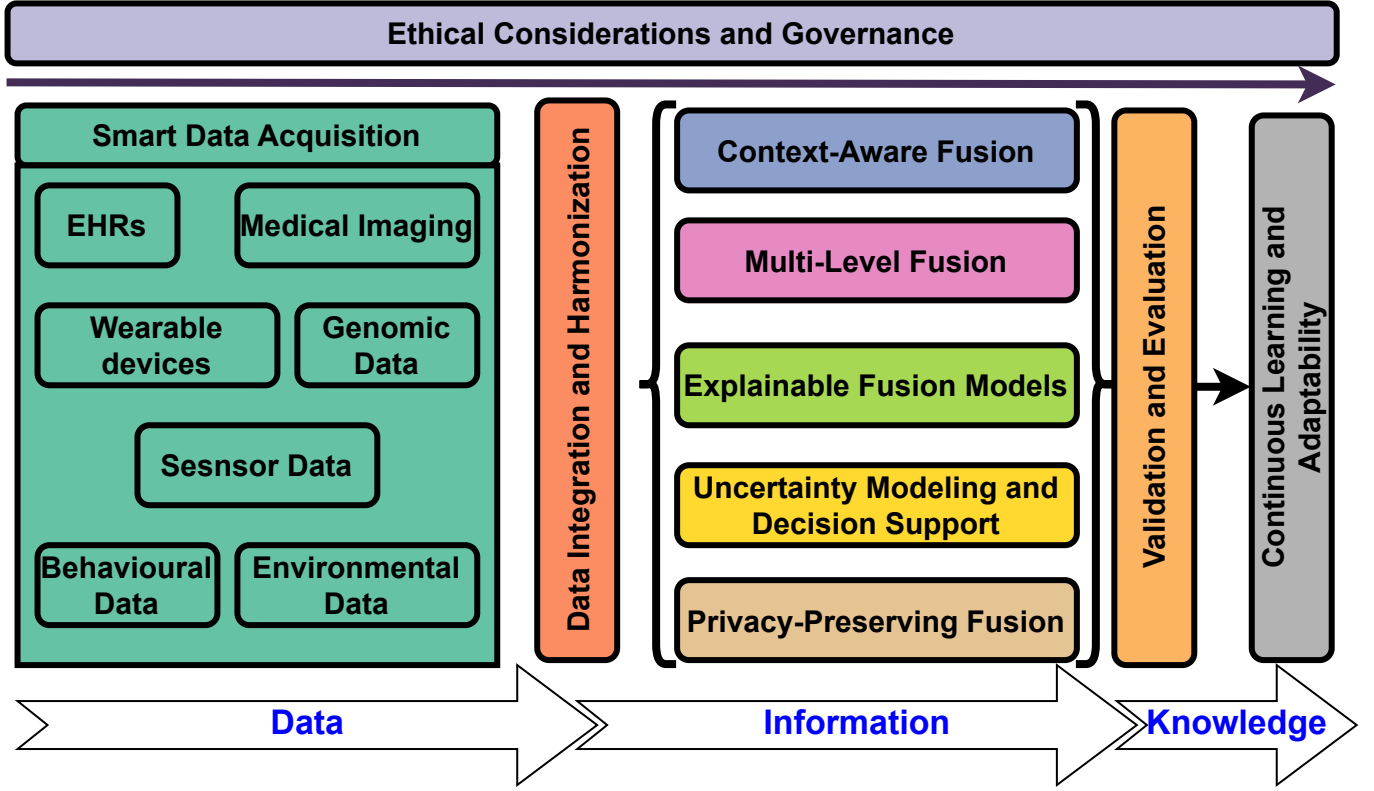 Ethical Considerations and Governance
Smart Data Acquisition
EHRs
Medical Imaging
Wearable
devices
Genomic
Data
Sesnsor Data
Behavioural
Data
Environmental
Data
Data Integration and Harmonization
Context-Aware Fusion
Multi-Level Fusion
Explainable Fusion Models
Uncertainty Modeling and
Decision Support
Privacy-Preserving Fusion
Validation and Evaluation
Continuous Learning and
Adaptability
Data
Information
Knowledge